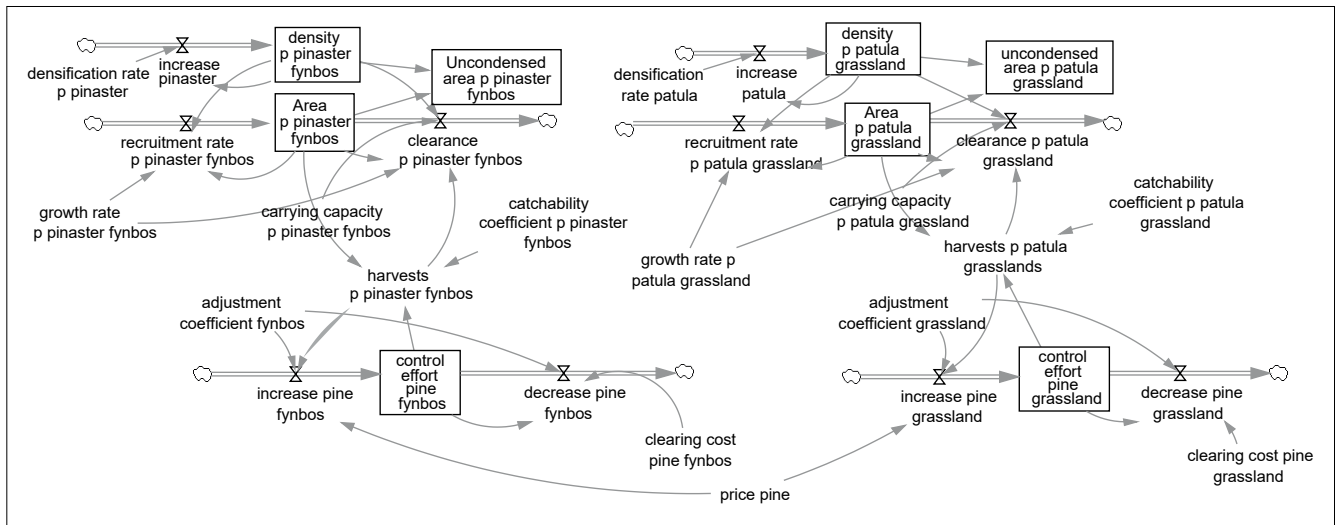 density
p pinaster
fynbos
increase
pinaster
densification rate
p pinaster
Uncondensed
area p pinaster
fynbos
Area
p pinaster
fynbos
recruitment rate
p pinaster fynbos
clearance
p pinaster fynbos
growth rate
p pinaster fynbos
carrying capacity
p pinaster fynbos
catchability
coefficient p pinaster
fynbos
harvests
p pinaster fynbos
adjustment
coefficient fynbos
increase pine
fynbos
control
effort
pine
fynbos
decrease pine
fynbos
clearing cost
pine fynbos
price pine
density
p patula
grassland
densification
rate patula
increase
patula
uncondensed
area p patula
grassland
Area
p patula
grassland
recruitment rate
p patula grassland
clearance p patula
grassland
carrying capacity
p patula grassland
catchability
coefficient p patula
grassland
growth rate p
patula grassland
harvests p patula
grasslands
adjustment
coefficient grassland
increase pine
grassland
control
effort
pine
grassland
decrease pine
grassland
clearing cost pine
grassland